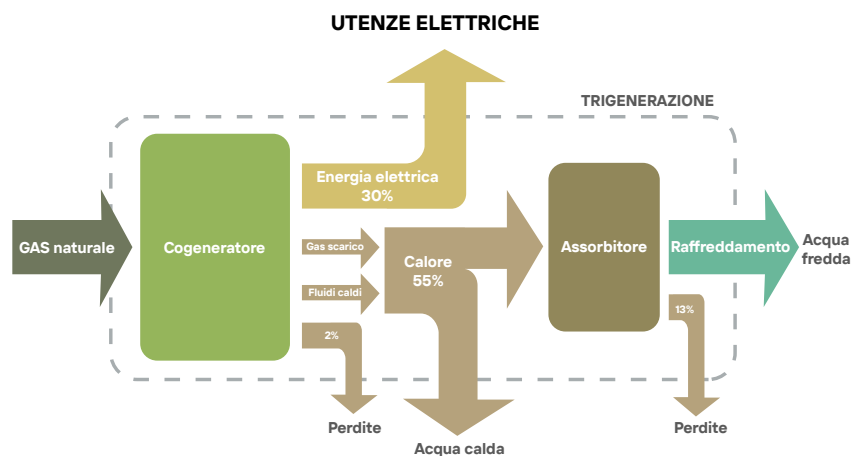 UTENZE ELETTRICHE
TRIGENERAZIONE
Energia elettrica
30%
GAS naturale
Cogeneratore
Gas scarico
Calore
55%
Fluidi caldi
2%
Assorbitore
Raffreddamento
Acqua
fredda
13%
Perdite
Acqua calda
Perdite